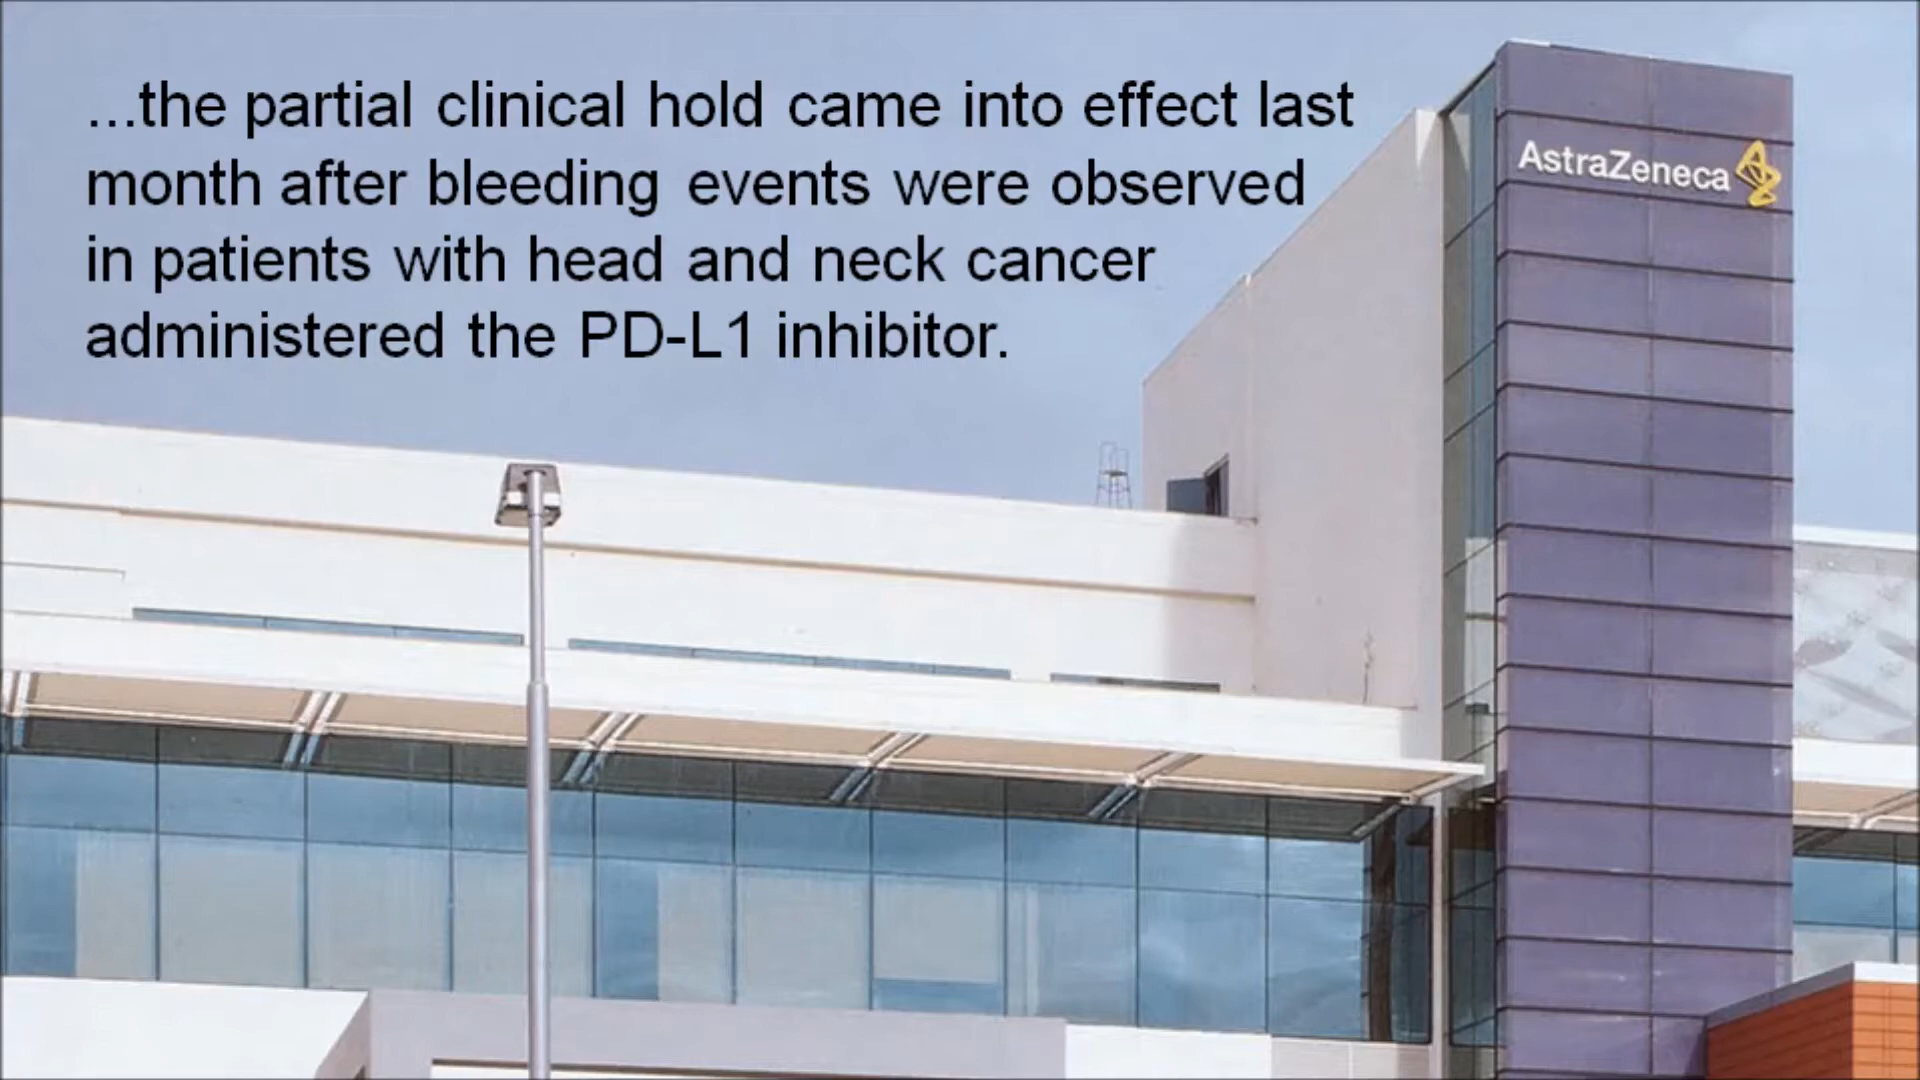 ...the partial clinical hold came into effect last
month after bleeding events were observed
in patients with head and neck cancer
administered the PD-L1 inhibitor.
AstraZeneca